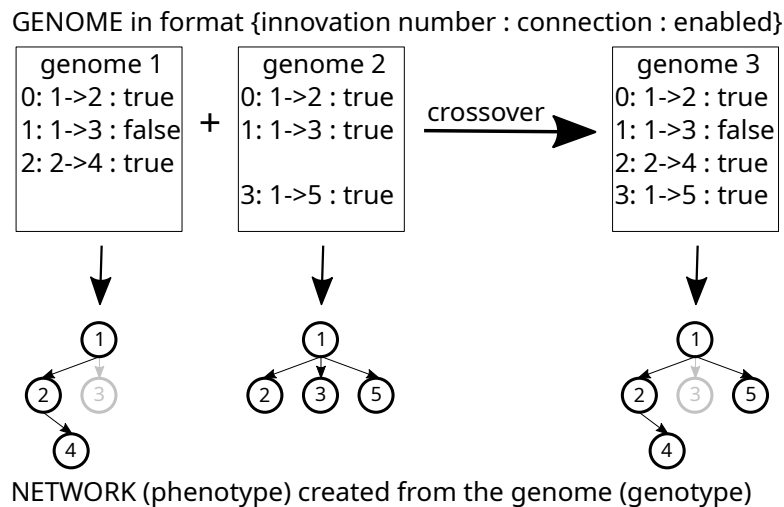 GENOME in format {innovation number : connection : enabled}
genome 1
0: 1->2 : true
1: 1->3 : false
2: 2->4 : true
+
genome 2
0: 1->2 : true
1: 1->3 : true
3: 1->5 : true
crossover
genome 3
0: 1->2 : true
1: 1->3 : false
2: 2->4 : true
3: 1->5 : true
1
2 3
4
1
2 3 5
1
2 3 5
4
NETWORK (phenotype) created from the genome (genotype)